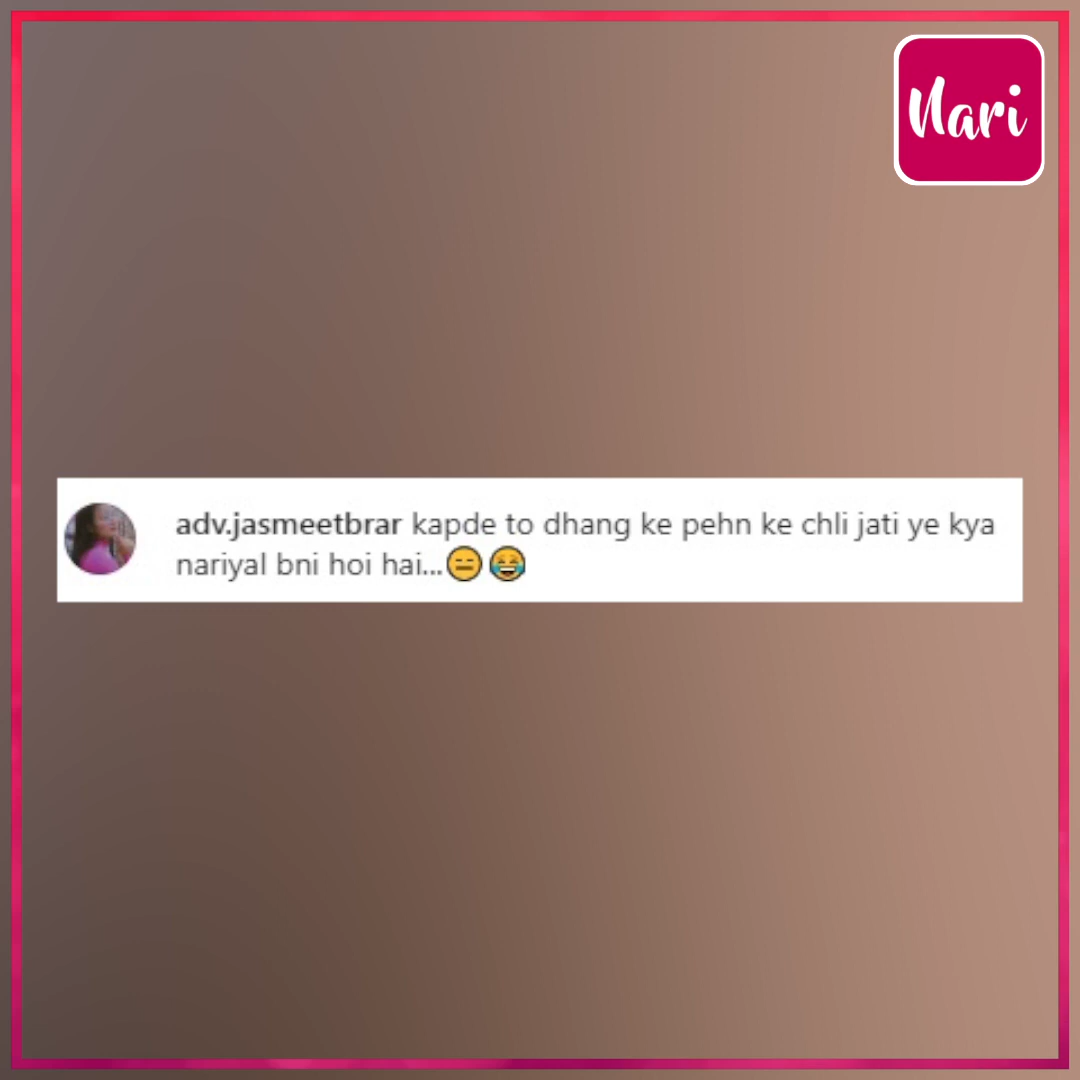 Nari
adv.jasmeetbrar kapde to dhang ke pehn ke chli jati ye kya
nariyal bni hoi hai...😑😂